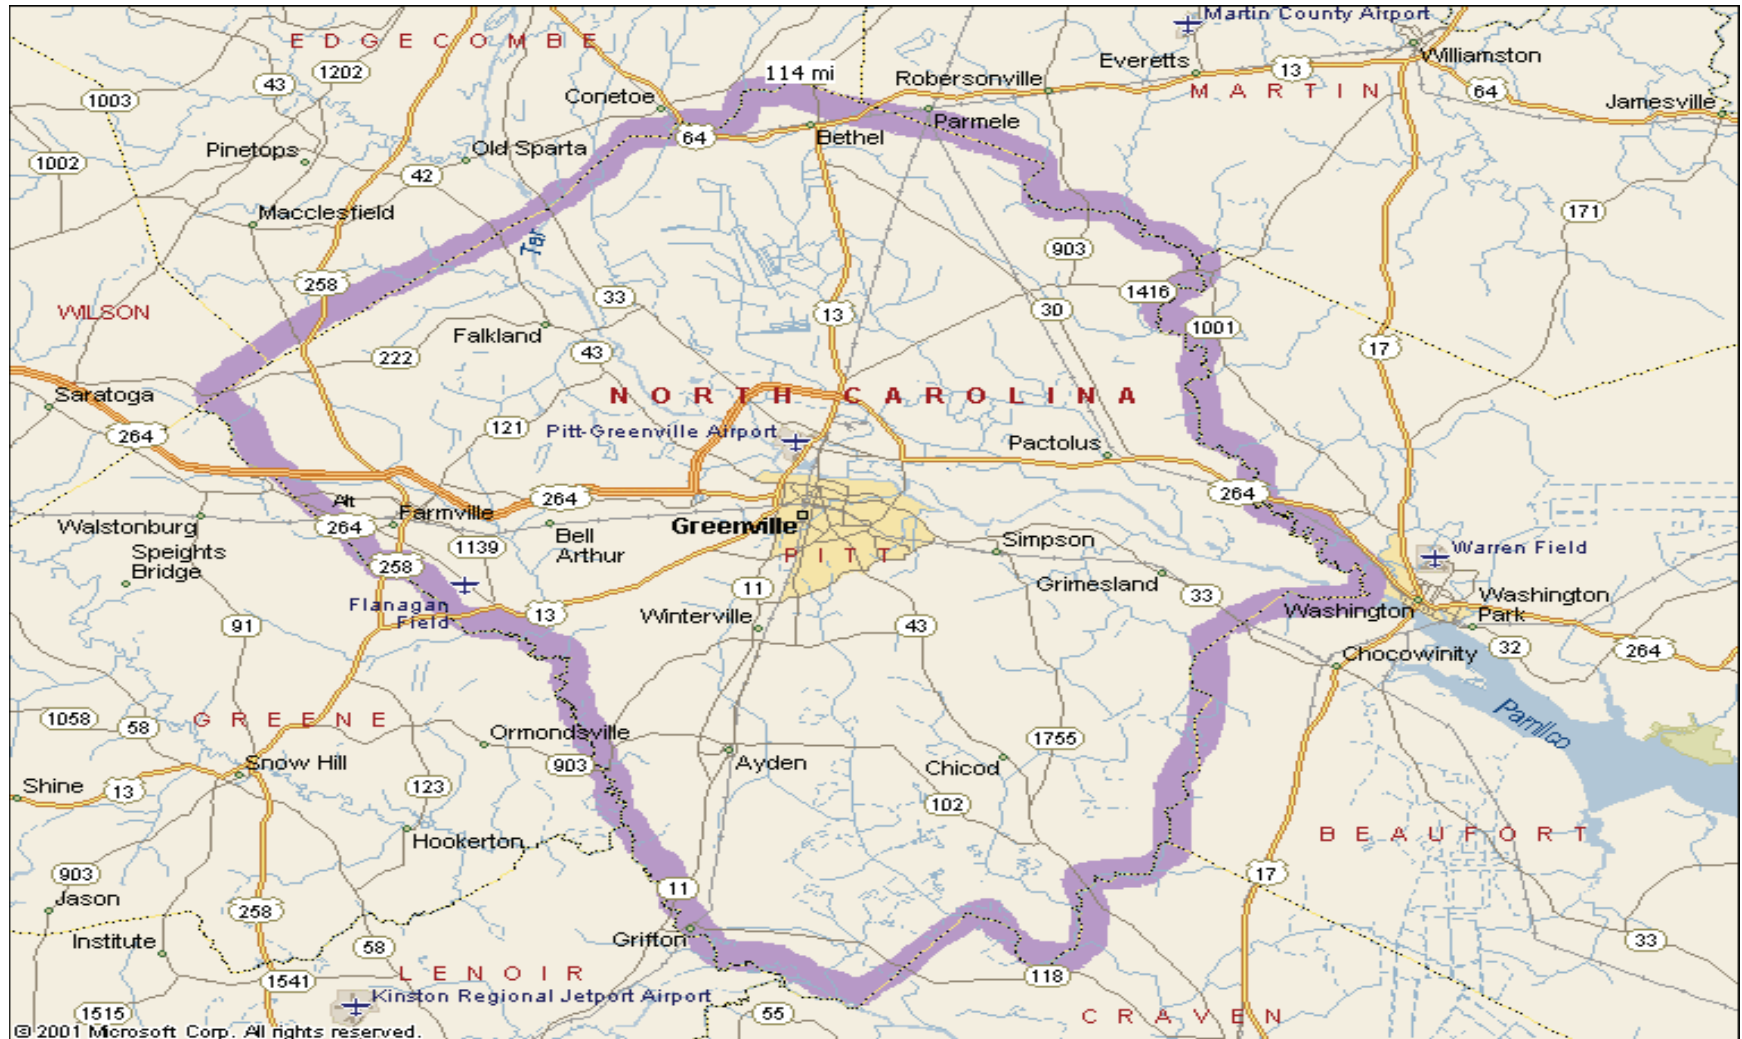 Martin County Airport
EDGECOMBE
Williamston
43
1202
114 mi
Robersonville
Everetts
13
MARTIN
64
1003
Conetoe
Jamesville
Parmele
64
Bethel
Pinetops
Old Sparta
1002
42
Macclesfield
171
Tar
903
258
33
1416
WILSON
13
30
1001
Falkland
222
43
17
Saratoga
NORTH CAROLINA
264
121
Pitt-Greenville Airport
Pactolus
264
264
Alt
264
Farmville
Walstonburg
Greenville
Bell
Arthur
1139
Simpson
Speights
Bridge
PITT
Warren Field
258
Grimesland
11
33
Washington
Washington
Park
Flanagan
Field
13
Winterville
43
91
32
264
Chocowinity
1058
58
GREENE
Pamlico
Ormondsville
1755
Snow Hill
903
Ayden
Chicod
Shine
13
123
102
BEAUFORT
Hookerton
903
17
11
Jason
258
Grifton
Institute
58
33
LENOIR
118
1541
Kinston Regional Jetport Airport
1515
55
CRAVEN
© 2001 Microsoft Corp. All rights reserved.